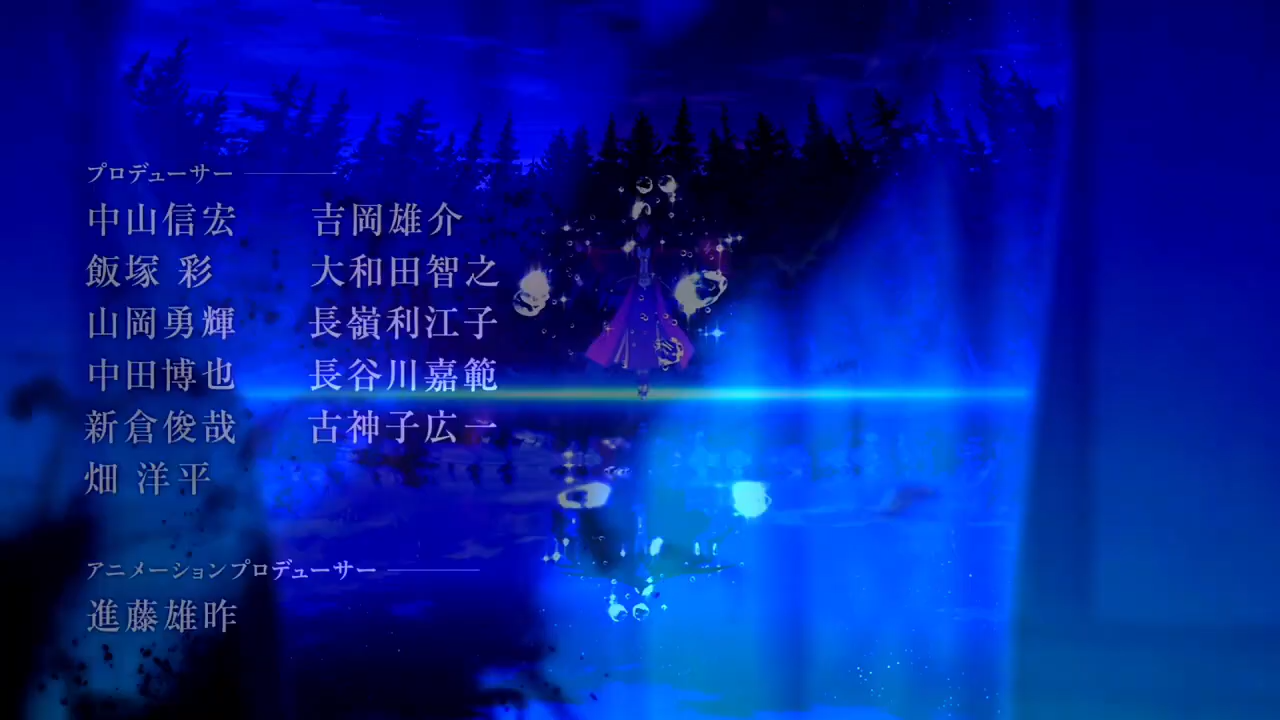 プロデューサー
中山信宏 吉岡雄介
飯塚 彩 大和田智之
山岡勇輝 長嶺利江子
中田博也 長谷川嘉範
新倉俊哉 古神子広一
畑 洋平
アニメーションプロデューサー
進藤雄昨